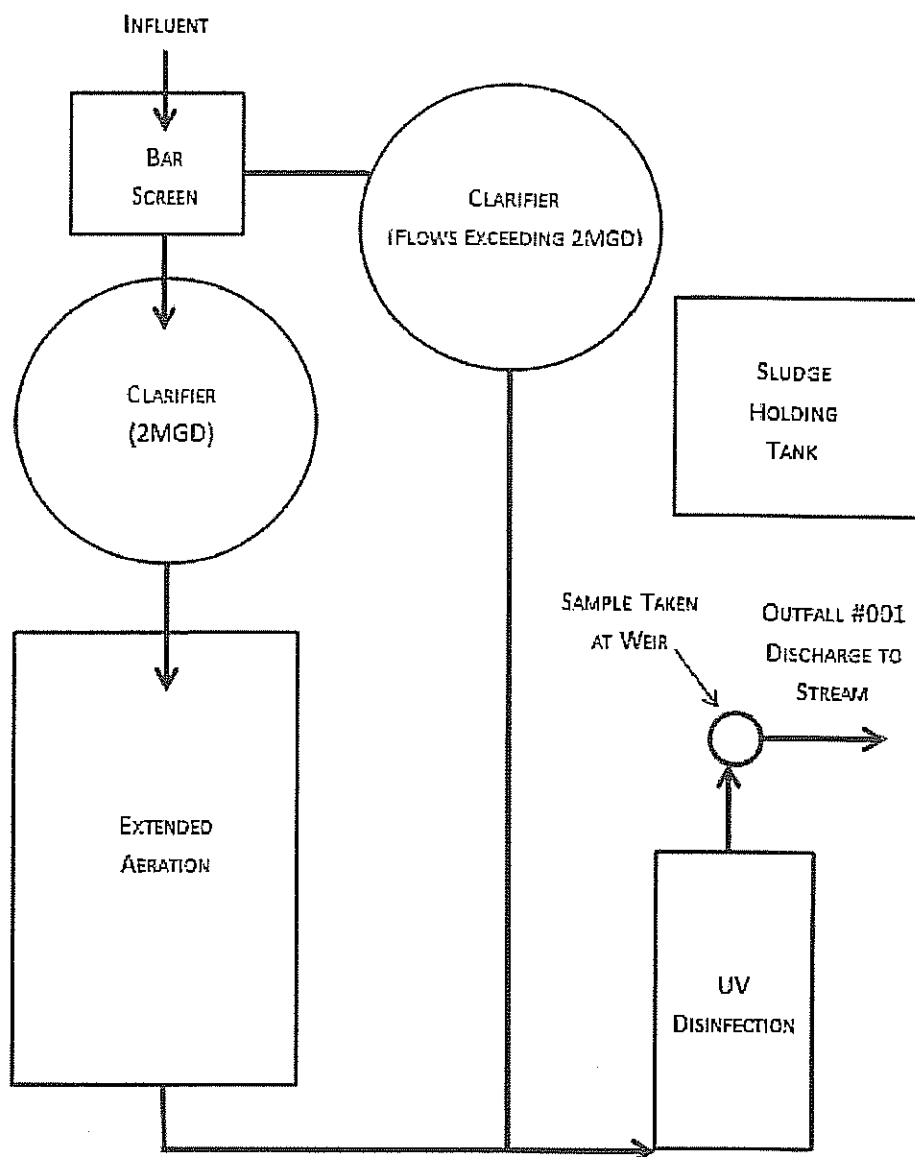 INFLUENT
BAR
SCREEN
CLARIFIER
(FLOWS EXCEEDING 2MGD)
CLARIFIER
(2MGD)
SLUDGE
HOLDING
TANK
SAMPLE TAKEN
AT WEIR
OUTFALL #001
DISCHARGE TO
STREAM
EXTENDED
AERATION
UV
DISINFECTION